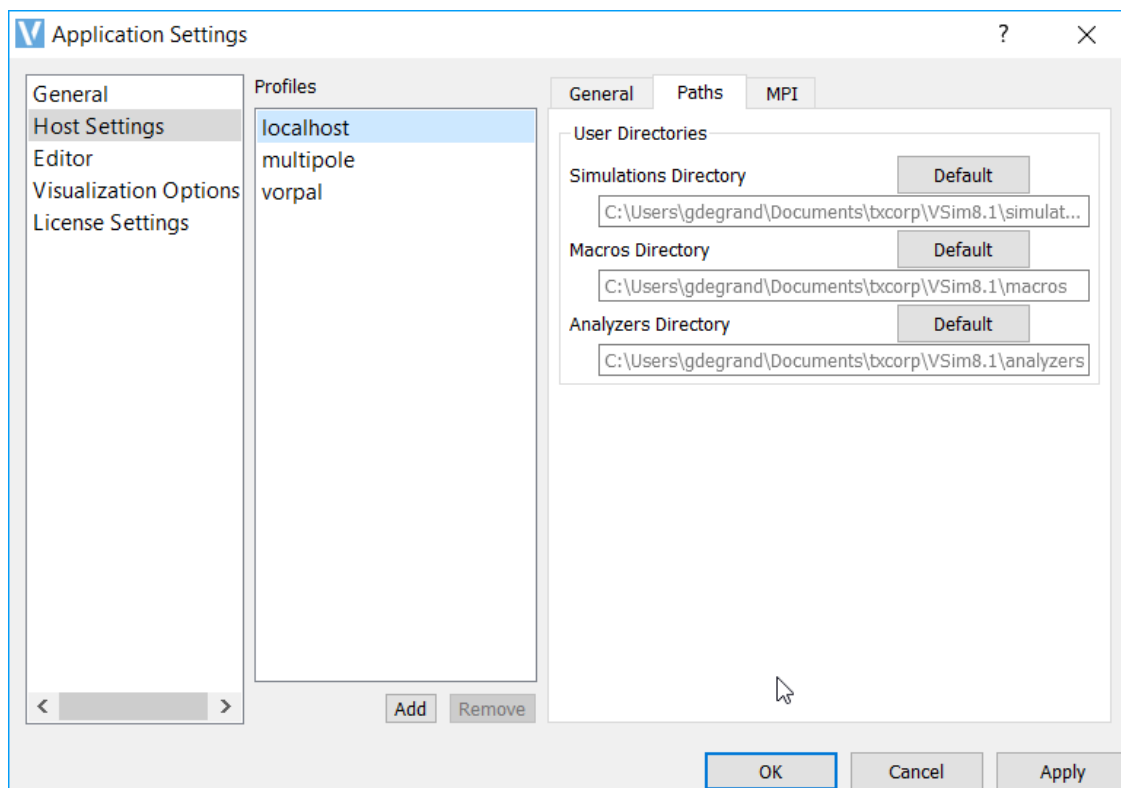 Application Settings
?
General
Host Settings
Editor
Visualization Options
License Settings
Profiles
localhost
multipole
vorpal
Add
Remove
General
Paths
MPI
User Directories
Simulations Directory
Default
C:\Users\gdegrand\Documents\txcorp\VSim8.1\simulat...
Macros Directory
Default
C:\Users\gdegrand\Documents\txcorp\VSim8.1\macros
Analyzers Directory
Default
C:\Users\gdegrand\Documents\txcorp\VSim8.1\analyzers
OK
Cancel
Apply